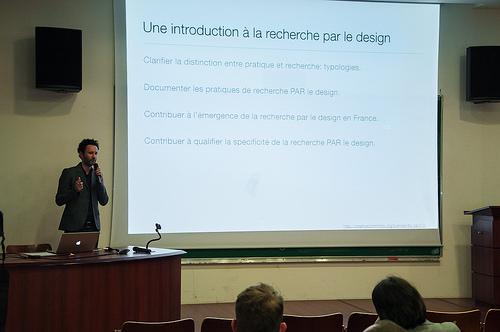 Une introduction à la recherche par le design
Clarifier la distinction entre pratique et recherche: typologies.
Documenter les pratiques de recherche PAR le design.
Contribuer à l'émergence de la recherche par le design en France.
Contribuer à qualifier la spécificité de la recherche PAR le design.